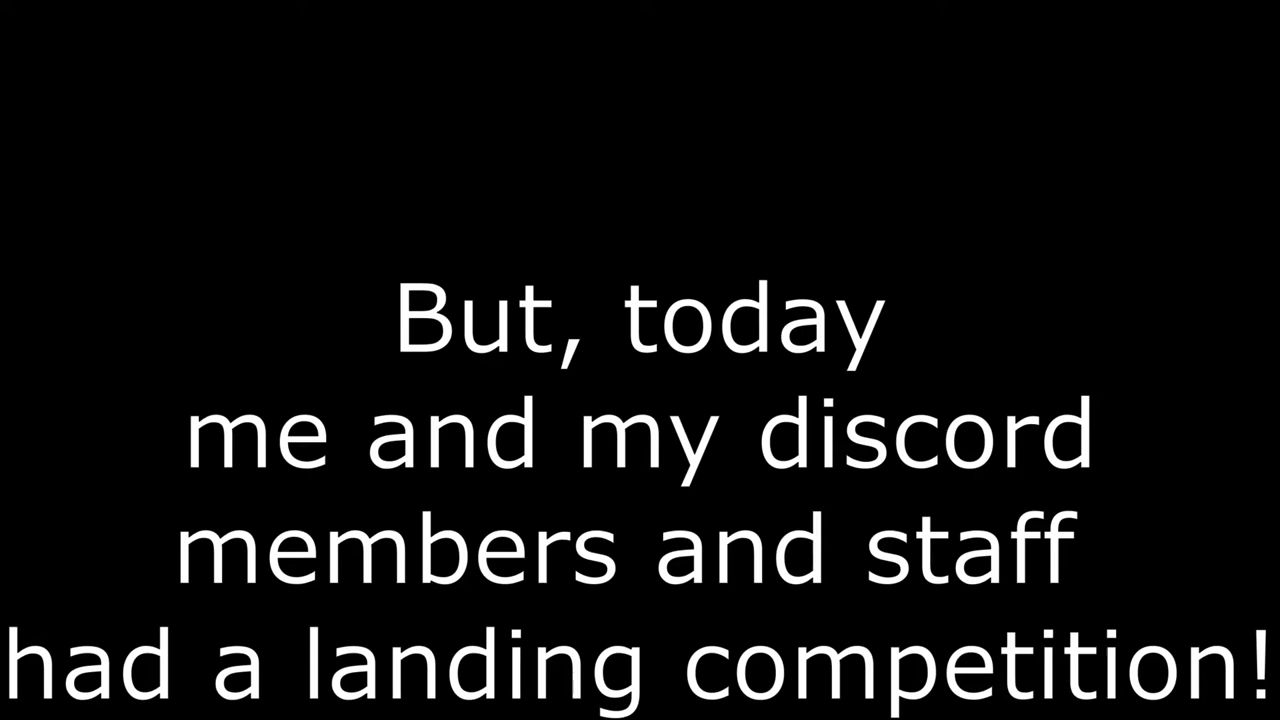 But, today
me and my discord
members and staff
had a landing competition!